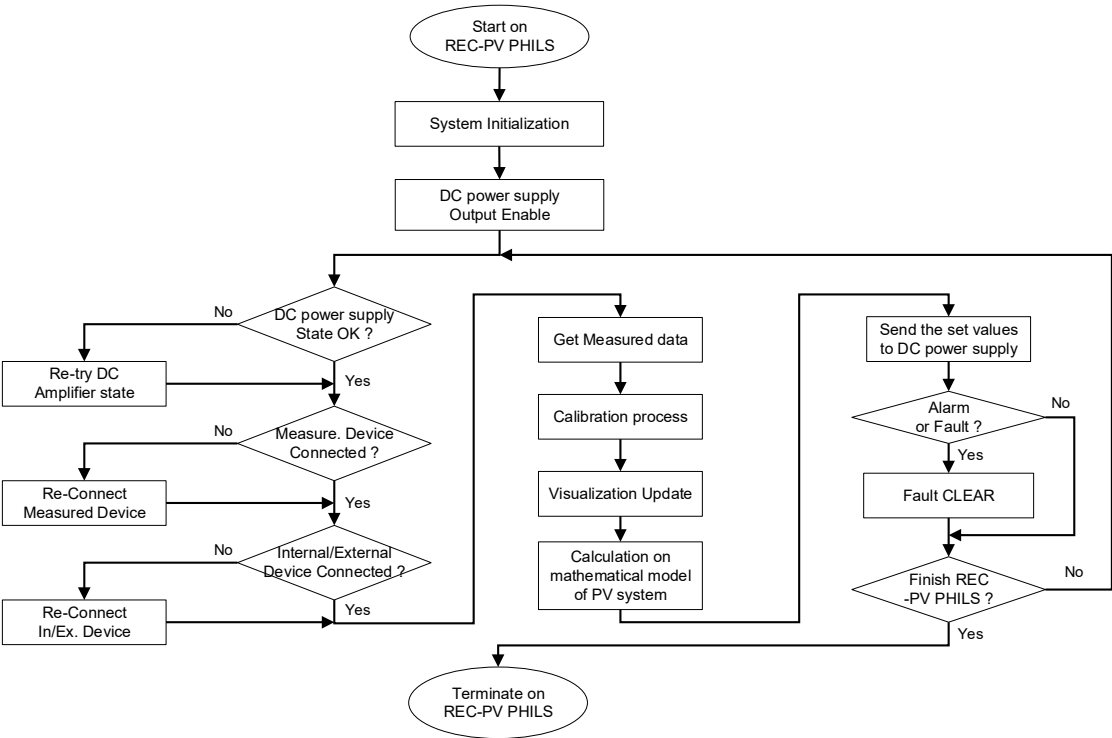 Start on
REC-PV PHILS
System Initialization
DC power supply
Output Enable
DC power supply
State OK ?
No
Yes
Re-try DC
Amplifier state
Measure. Device
Connected ?
No
Yes
Re-Connect
Measured Device
Internal/External
Device Connected ?
No
Yes
Re-Connect
In/Ex. Device
Get Measured data
Calibration process
Visualization Update
Calculation on
mathematical model
of PV system
Send the set values
to DC power supply
Alarm
or Fault ?
No
Yes
Fault CLEAR
Finish REC
-PV PHILS ?
No
Yes
Terminate on
REC-PV PHILS